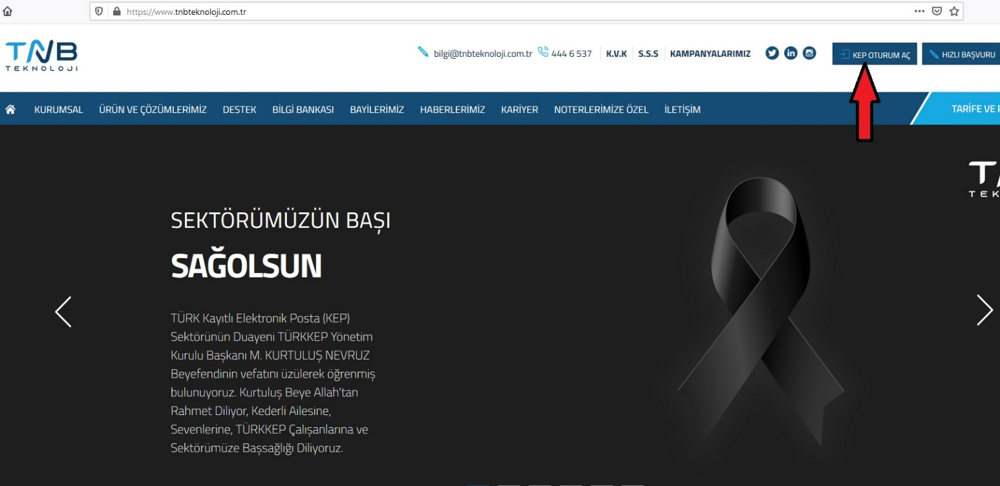 https://www.tnbteknoloji.com.tr
TNB
TEKNOLOJİ
bilgi@tnbteknoloji.com.tr 444 6 537 K.V.K S.S.S KAMPANYALARIMIZ KEP OTURUM AÇ HIZLI BAŞVURU
KURUMSAL ÜRÜN VE ÇÖZÜMLERİMİZ DESTEK BİLGİ BANKASI BAYİLERİMİZ HABERLERİMİZ KARİYER NOTERLERİMİZE ÖZEL İLETİŞİM TARİFE VE
SEKTÖRÜMÜZÜN BAŞI
SAĞOLSUN
TÜRK Kayıtlı Elektronik Posta (KEP)
Sektörünün Duayeni TÜRKKEP Yönetim
Kurulu Başkanı M. KURTULUŞ NEVRUZ
Beyefendinin vefatını üzülerek öğrenmiş
bulunuyoruz. Kurtuluş Beye Allah'tan
Rahmet Diliyor, Kederli Ailesine,
Sevenlerine, TÜRKKEP Çalışanlarına ve
Sektörümüze Başsağlığı Diliyoruz.